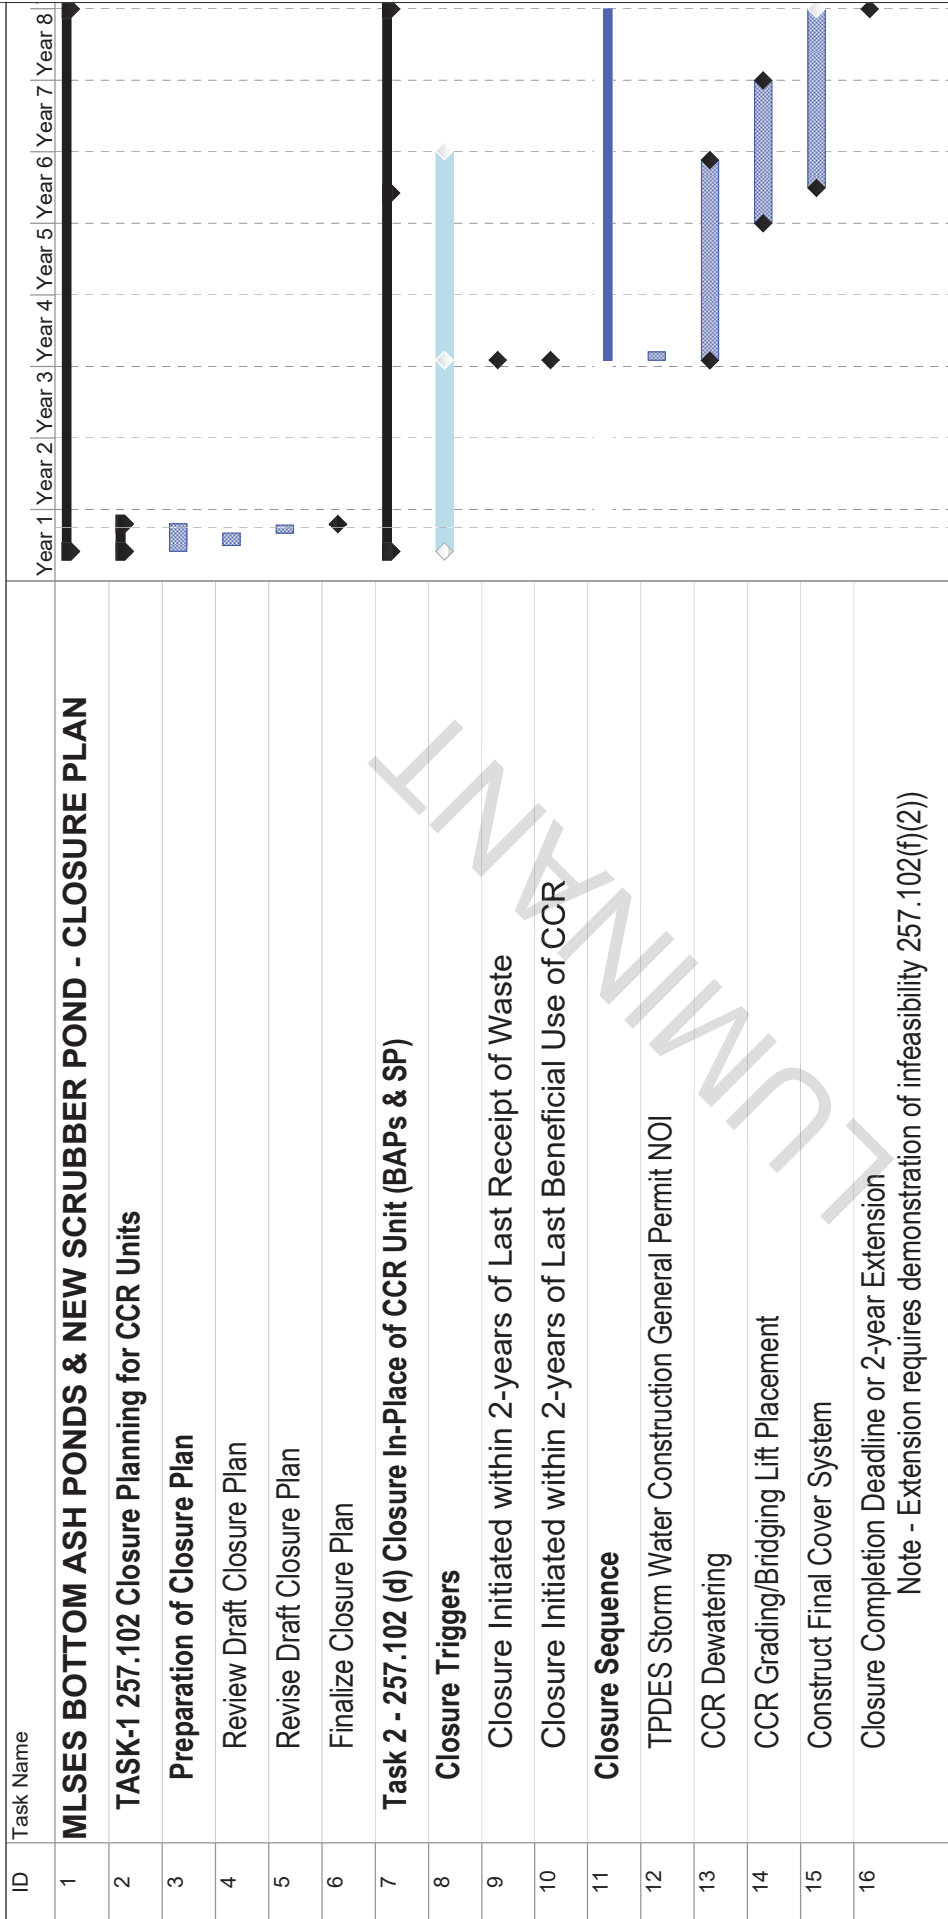 ID Task Name Year 1 Year 2 Year 3 Year 4 Year 5 Year 6 Year 7 Year 8
1 MLSES BOTTOM ASH PONDS & NEW SCRUBBER POND - CLOSURE PLAN
2 TASK-1 257.102 Closure Planning for CCR Units
3 Preparation of Closure Plan
4 Review Draft Closure Plan
5 Revise Draft Closure Plan
6 Finalize Closure Plan
7 Task 2 - 257.102 (d) Closure In-Place of CCR Unit (BAPs & SP)
8 Closure Triggers
9 Closure Initiated within 2-years of Last Receipt of Waste
10 Closure Initiated within 2-years of Last Beneficial Use of CCR
11 Closure Sequence
12 TPDES Storm Water Construction General Permit NOI
13 CCR Dewatering
14 CCR Grading/Bridging Lift Placement
15 Construct Final Cover System
16 Closure Completion Deadline or 2-year Extension
Note - Extension requires demonstration of infeasibility 257.102(f)(2))
LUMINANT